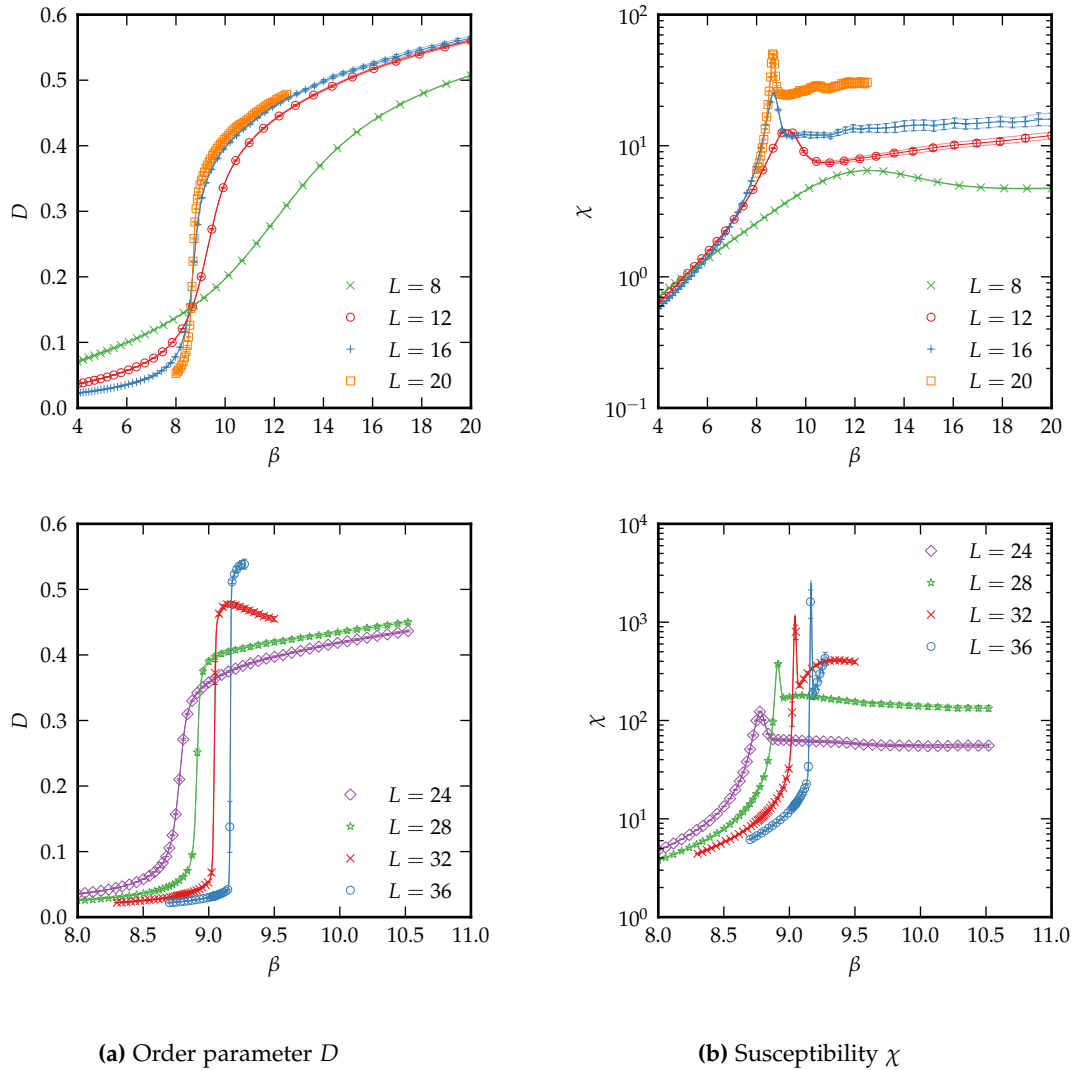 0.6
0.5
0.4
0.3
0.2
0.1
0.0
D
4 6 8 10 12 14 16 18 20
β
L = 8
L = 12
L = 16
L = 20
10²
10¹
10⁰
10⁻¹
χ
4 6 8 10 12 14 16 18 20
β
L = 8
L = 12
L = 16
L = 20
0.6
0.5
0.4
0.3
0.2
0.1
0.0
D
8.0 8.5 9.0 9.5 10.0 10.5 11.0
β
L = 24
L = 28
L = 32
L = 36
10⁴
10³
10²
10¹
10⁰
χ
8.0 8.5 9.0 9.5 10.0 10.5 11.0
β
L = 24
L = 28
L = 32
L = 36
(a) Order parameter D
(b) Susceptibility χ